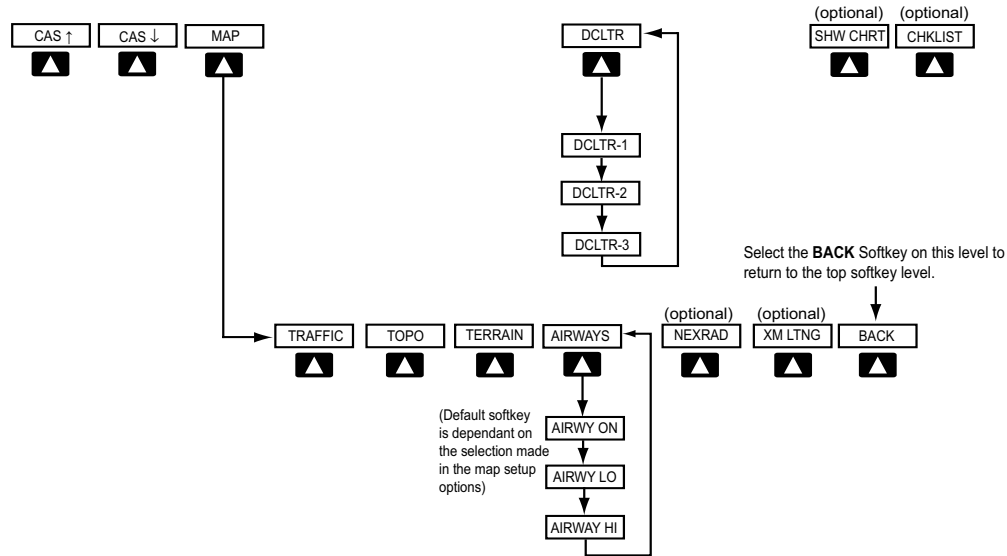 (optional) (optional)
CAS ↑ CAS ↓ MAP DCLTR SHW CHRT CHKLIST
DCLTR-1
DCLTR-2
DCLTR-3
Select the BACK Softkey on this level to
return to the top softkey level.
(optional) (optional)
TRAFFIC TOPO TERRAIN AIRWAYS NEXRAD XM LTNG BACK
(Default softkey
is dependant on
the selection made
in the map setup
options)
AIRWY ON
AIRWY LO
AIRWAY HI